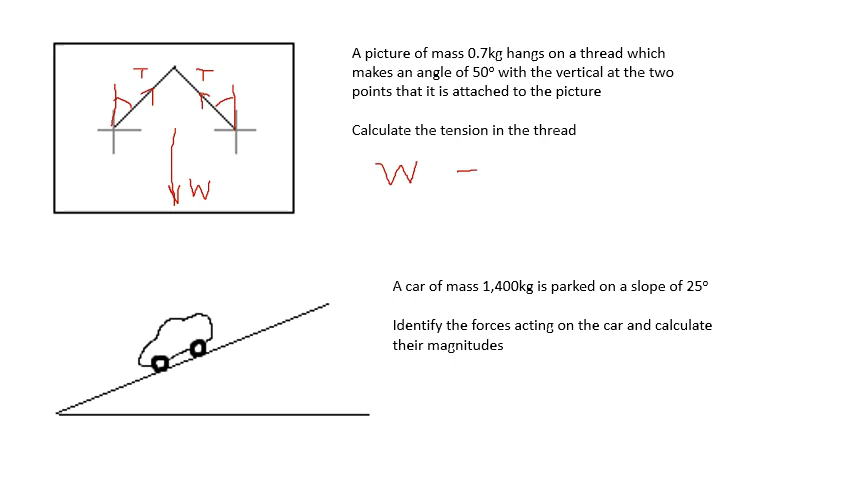 T T
W
A picture of mass 0.7kg hangs on a thread which
makes an angle of 50° with the vertical at the two
points that it is attached to the picture
Calculate the tension in the thread
W =
A car of mass 1,400kg is parked on a slope of 25°
Identify the forces acting on the car and calculate
their magnitudes